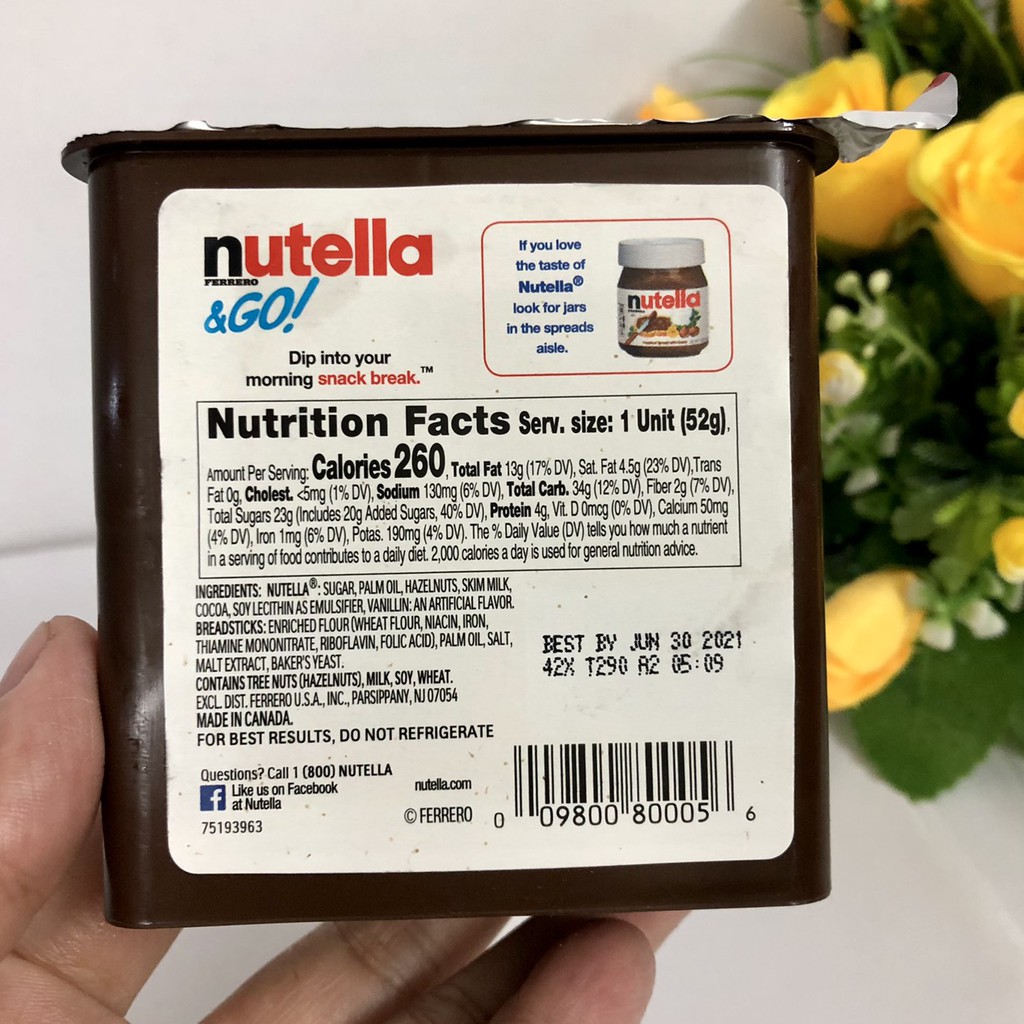 nutella
FERRERO
&GO!
Dip into your
morning snack break.™
If you love
the taste of
Nutella®
look for jars
in the spreads
aisle.
nutella
Nutrition Facts Serv. size: 1 Unit (52g),
Amount Per Serving: Calories 260, Total Fat 13g (17% DV), Sat. Fat 4.5g (23% DV),Trans
Fat 0g, Cholest. <5mg (1% DV), Sodium 130mg (6% DV), Total Carb. 34g (12% DV), Fiber 2g (7% DV),
Total Sugars 23g (Includes 20g Added Sugars, 40% DV), Protein 4g, Vit. D 0mcg (0% DV), Calcium 50mg
(4% DV), Iron 1mg (6% DV), Potas. 190mg (4% DV). The % Daily Value (DV) tells you how much a nutrient
in a serving of food contributes to a daily diet. 2,000 calories a day is used for general nutrition advice.
INGREDIENTS: NUTELLA®: SUGAR, PALM OIL, HAZELNUTS, SKIM MILK,
COCOA, SOY LECITHIN AS EMULSIFIER, VANILLIN: AN ARTIFICIAL FLAVOR.
BREADSTICKS: ENRICHED FLOUR (WHEAT FLOUR, NIACIN, IRON,
THIAMINE MONONITRATE, RIBOFLAVIN, FOLIC ACID), PALM OIL, SALT,
MALT EXTRACT, BAKER'S YEAST.
CONTAINS TREE NUTS (HAZELNUTS), MILK, SOY, WHEAT.
EXCL. DIST. FERRERO U.S.A., INC., PARSIPPANY, NJ 07054
MADE IN CANADA.
FOR BEST RESULTS, DO NOT REFRIGERATE
BEST BY JUN 30 2021
42X T290 R2 05:09
Questions? Call 1 (800) NUTELLA
f Like us on Facebook
at Nutella
75193963
nutella.com
© FERRERO
0 09800 80005 6